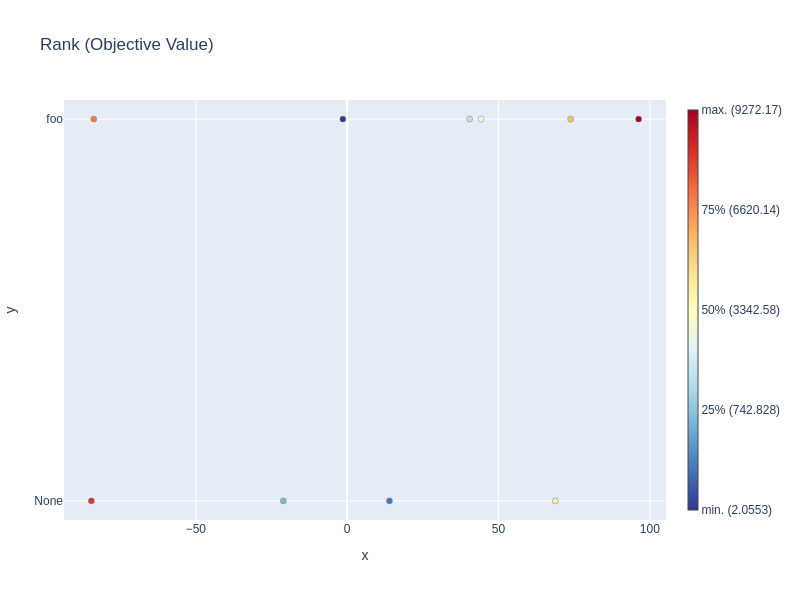 Rank (Objective Value)
foo
None
y
−50
0
50
100
x
max. (9272.17)
75% (6620.14)
50% (3342.58)
25% (742.828)
min. (2.0553)